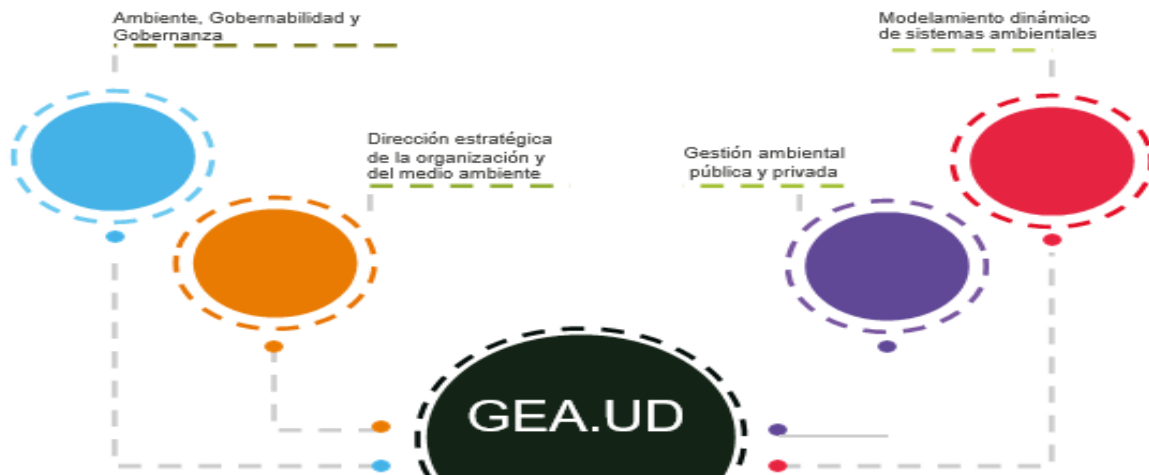 Ambiente, Gobernabilidad y
Gobernanza
Modelamiento dinámico
de sistemas ambientales
Dirección estratégica
de la organización y
del medio ambiente
Gestión ambiental
pública y privada
GEA.UD